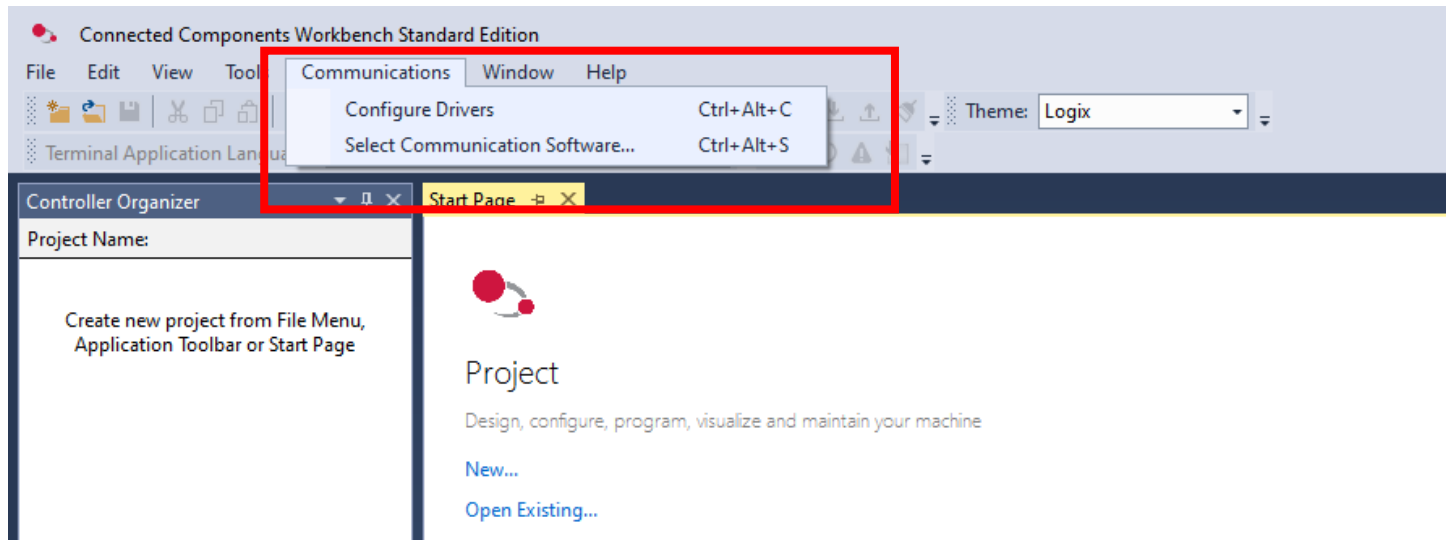 Connected Components Workbench Standard Edition
File Edit View Tools Communications Window Help
Configure Drivers Ctrl+Alt+C
Theme: Logix
Select Communication Software... Ctrl+Alt+S
Terminal Application
Controller Organizer
Start Page
Project Name:
Create new project from File Menu,
Application Toolbar or Start Page
Project
Design, configure, program, visualize and maintain your machine
New...
Open Existing...